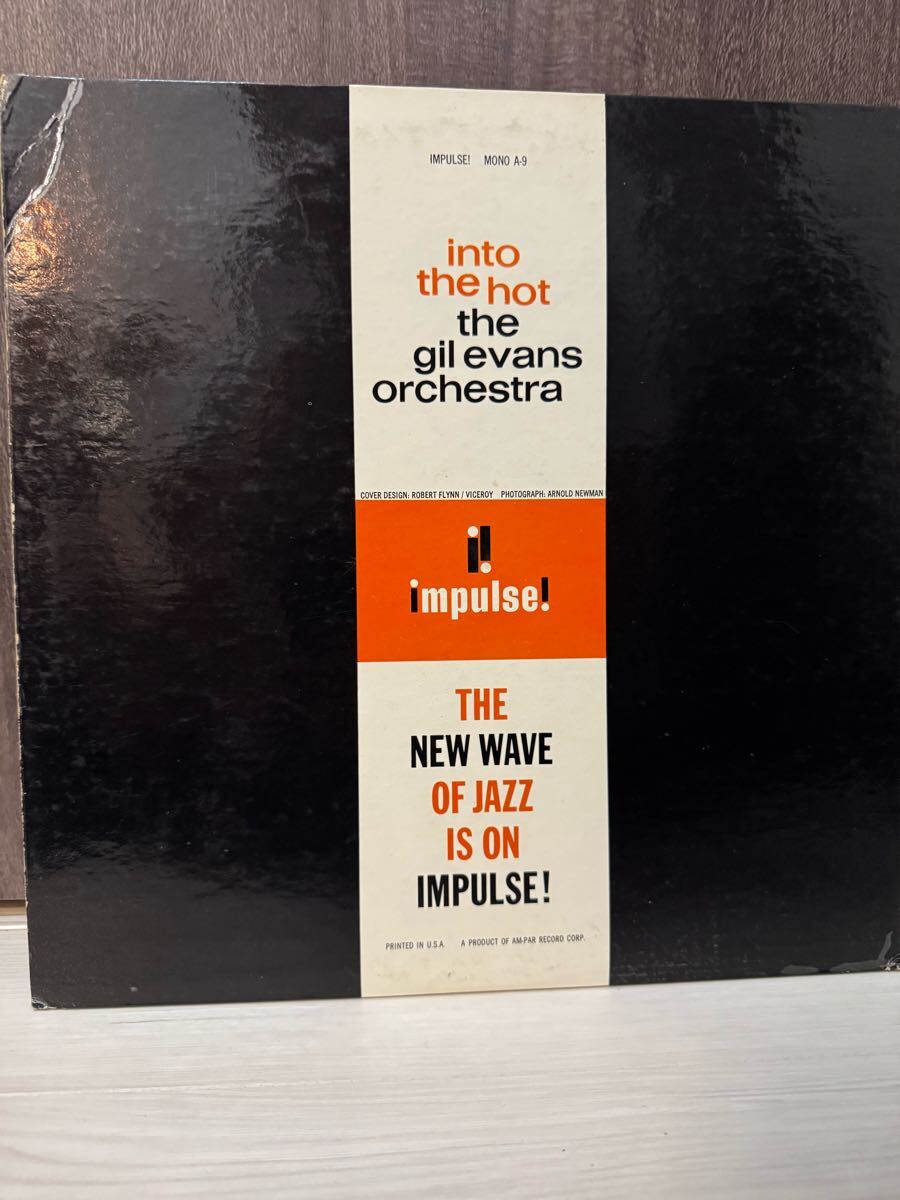 IMPULSE! MONO A-9
into
the hot
the
gil evans
orchestra
COVER DESIGN: ROBERT FLYNN / VICEROY PHOTOGRAPH: ARNOLD NEWMAN
i!
impulse!
THE
NEW WAVE
OF JAZZ
IS ON
IMPULSE!
PRINTED IN U.S.A. A PRODUCT OF AM-PAR RECORD CORP.